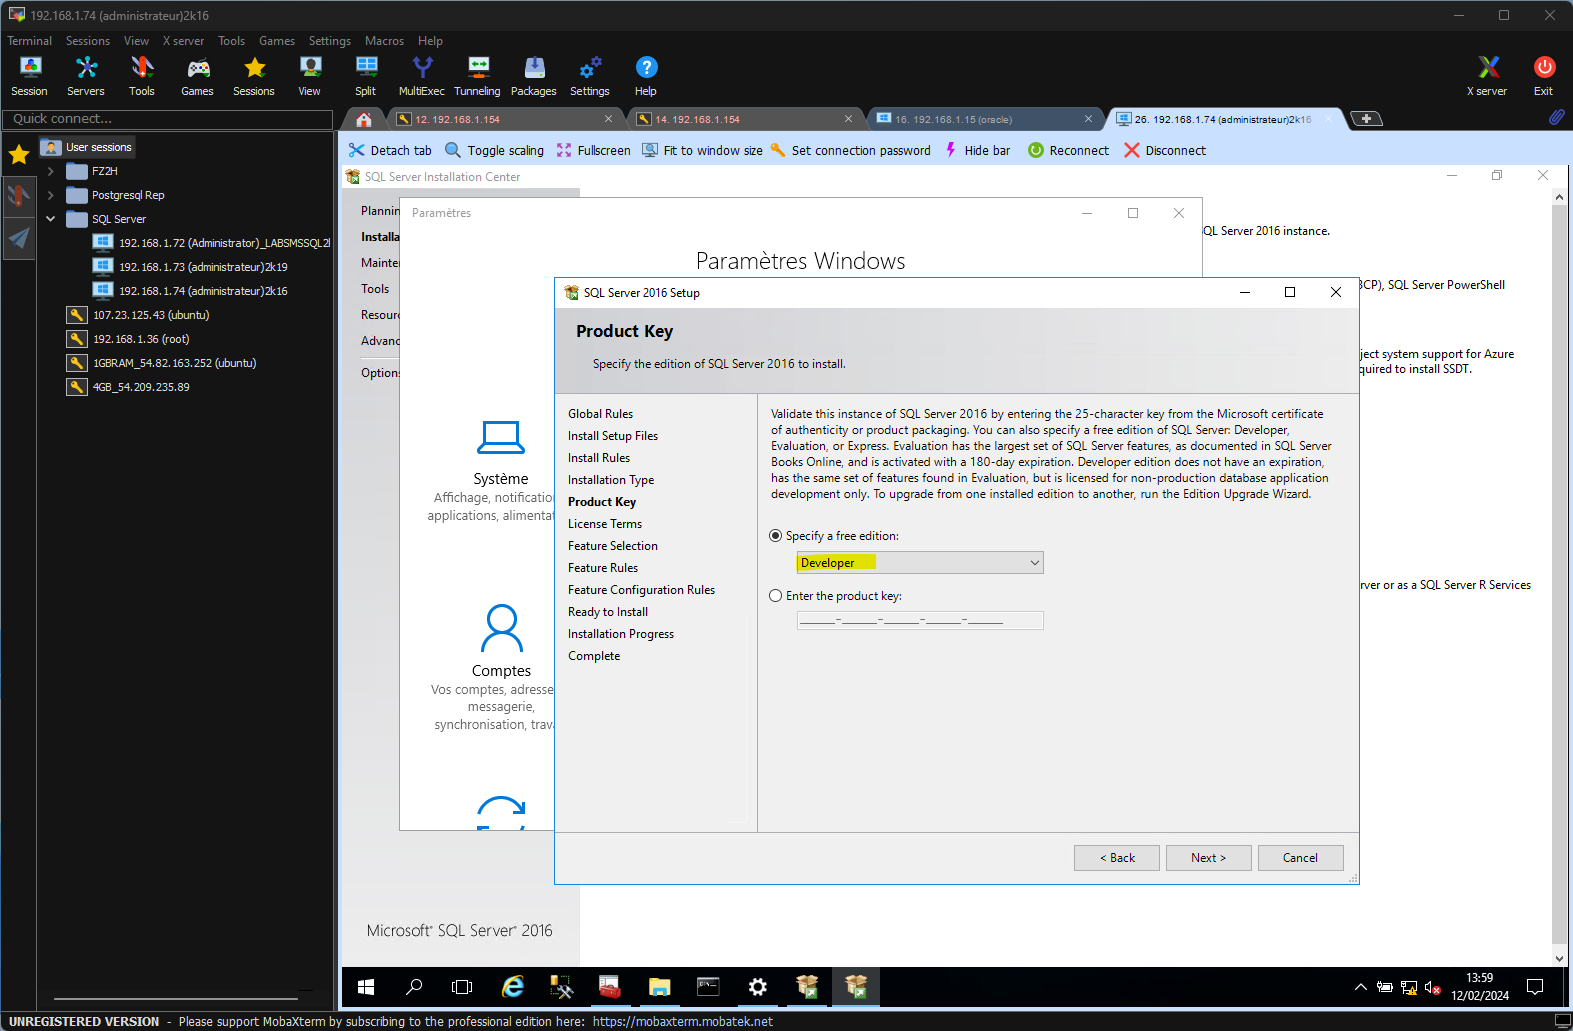 192.168.1.74 (administrateur)2k16
Terminal Sessions View X server Tools Games Settings Macros Help
Session Servers Tools Games Sessions View Split MultiExec Tunneling Packages Settings Help X server Exit
Quick connect...
12. 192.168.1.154
14. 192.168.1.154
16. 192.168.1.15 (oracle)
26. 192.168.1.74 (administrateur)2k16
Detach tab Toggle scaling Fullscreen Fit to window size Set connection password Hide bar Reconnect Disconnect
User sessions
FZ2H
Postgresql Rep
SQL Server
192.168.1.72 (Administrator)_LABSMSSQL2
192.168.1.73 (administrateur)2k19
192.168.1.74 (administrateur)2k16
107.23.125.43 (ubuntu)
192.168.1.36 (root)
1GBRAM_54.82.163.252 (ubuntu)
4GB_54.209.235.89
SQL Server Installation Center
Plannin
Installa
Mainte
Tools
Resour
Advanc
Options
Microsoft® SQL Server® 2016
QL Server 2016 instance.
BCP), SQL Server PowerShell
ject system support for Azure
quired to install SSDT.
rver or as a SQL Server R Services
Paramètres
Paramètres Windows
Système
Affichage, notification
applications, alimentat
Comptes
Vos comptes, adresse
messagerie,
synchronisation, trava
SQL Server 2016 Setup
Product Key
Specify the edition of SQL Server 2016 to install.
Global Rules
Install Setup Files
Install Rules
Installation Type
Product Key
License Terms
Feature Selection
Feature Rules
Feature Configuration Rules
Ready to Install
Installation Progress
Complete
Validate this instance of SQL Server 2016 by entering the 25-character key from the Microsoft certificate
of authenticity or product packaging. You can also specify a free edition of SQL Server: Developer,
Evaluation, or Express. Evaluation has the largest set of SQL Server features, as documented in SQL Server
Books Online, and is activated with a 180-day expiration. Developer edition does not have an expiration,
has the same set of features found in Evaluation, but is licensed for non-production database application
development only. To upgrade from one installed edition to another, run the Edition Upgrade Wizard.
Specify a free edition:
Developer
Enter the product key:
_____-_____-_____-_____-_____
< Back Next > Cancel
13:59
12/02/2024
UNREGISTERED VERSION - Please support MobaXterm by subscribing to the professional edition here: https://mobaxterm.mobatek.net